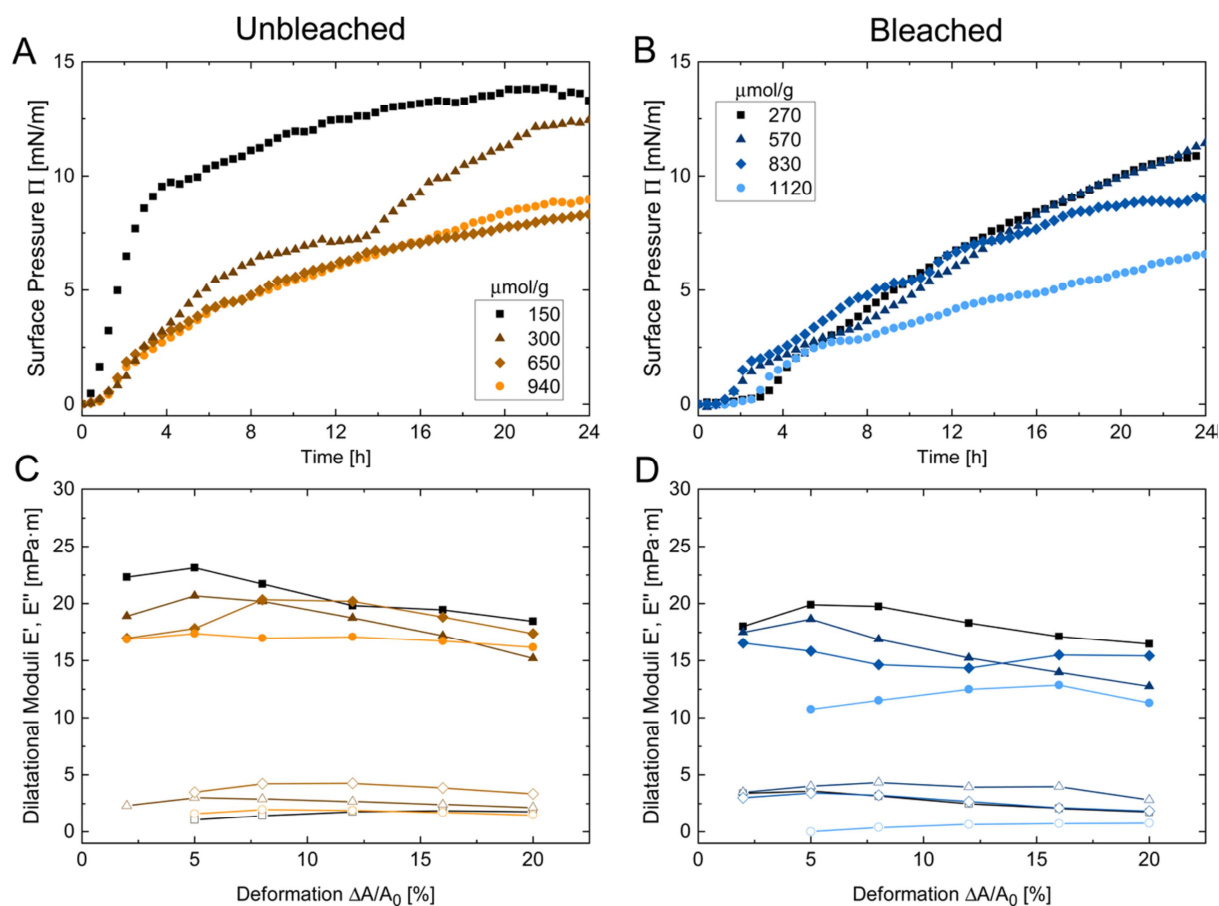 Unbleached
Bleached
A
B
15
10
5
0
Surface Pressure Π [mN/m]
μmol/g
150
300
650
940
0 4 8 12 16 20 24
Time [h]
15
10
5
0
Surface Pressure Π [mN/m]
μmol/g
270
570
830
1120
0 4 8 12 16 20 24
Time [h]
C
D
30
25
20
15
10
5
0
Dilatational Moduli E', E'' [mPa·m]
0 5 10 15 20
Deformation ΔA/A0 [%]
30
25
20
15
10
5
0
Dilatational Moduli E', E'' [mPa·m]
0 5 10 15 20
Deformation ΔA/A0 [%]